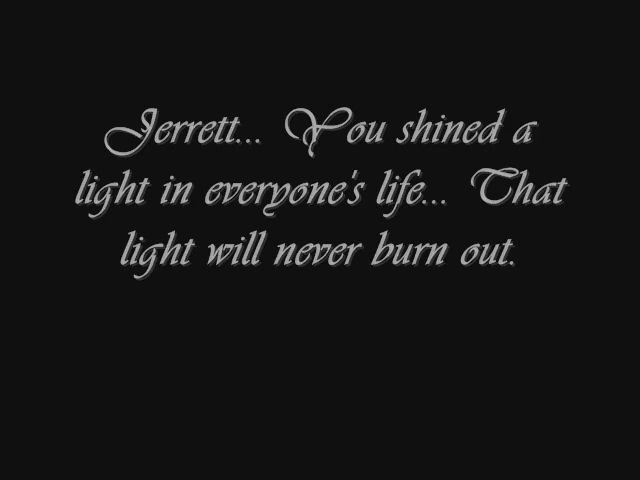 Jerrett... You shined a
light in everyone's life... That
light will never burn out.